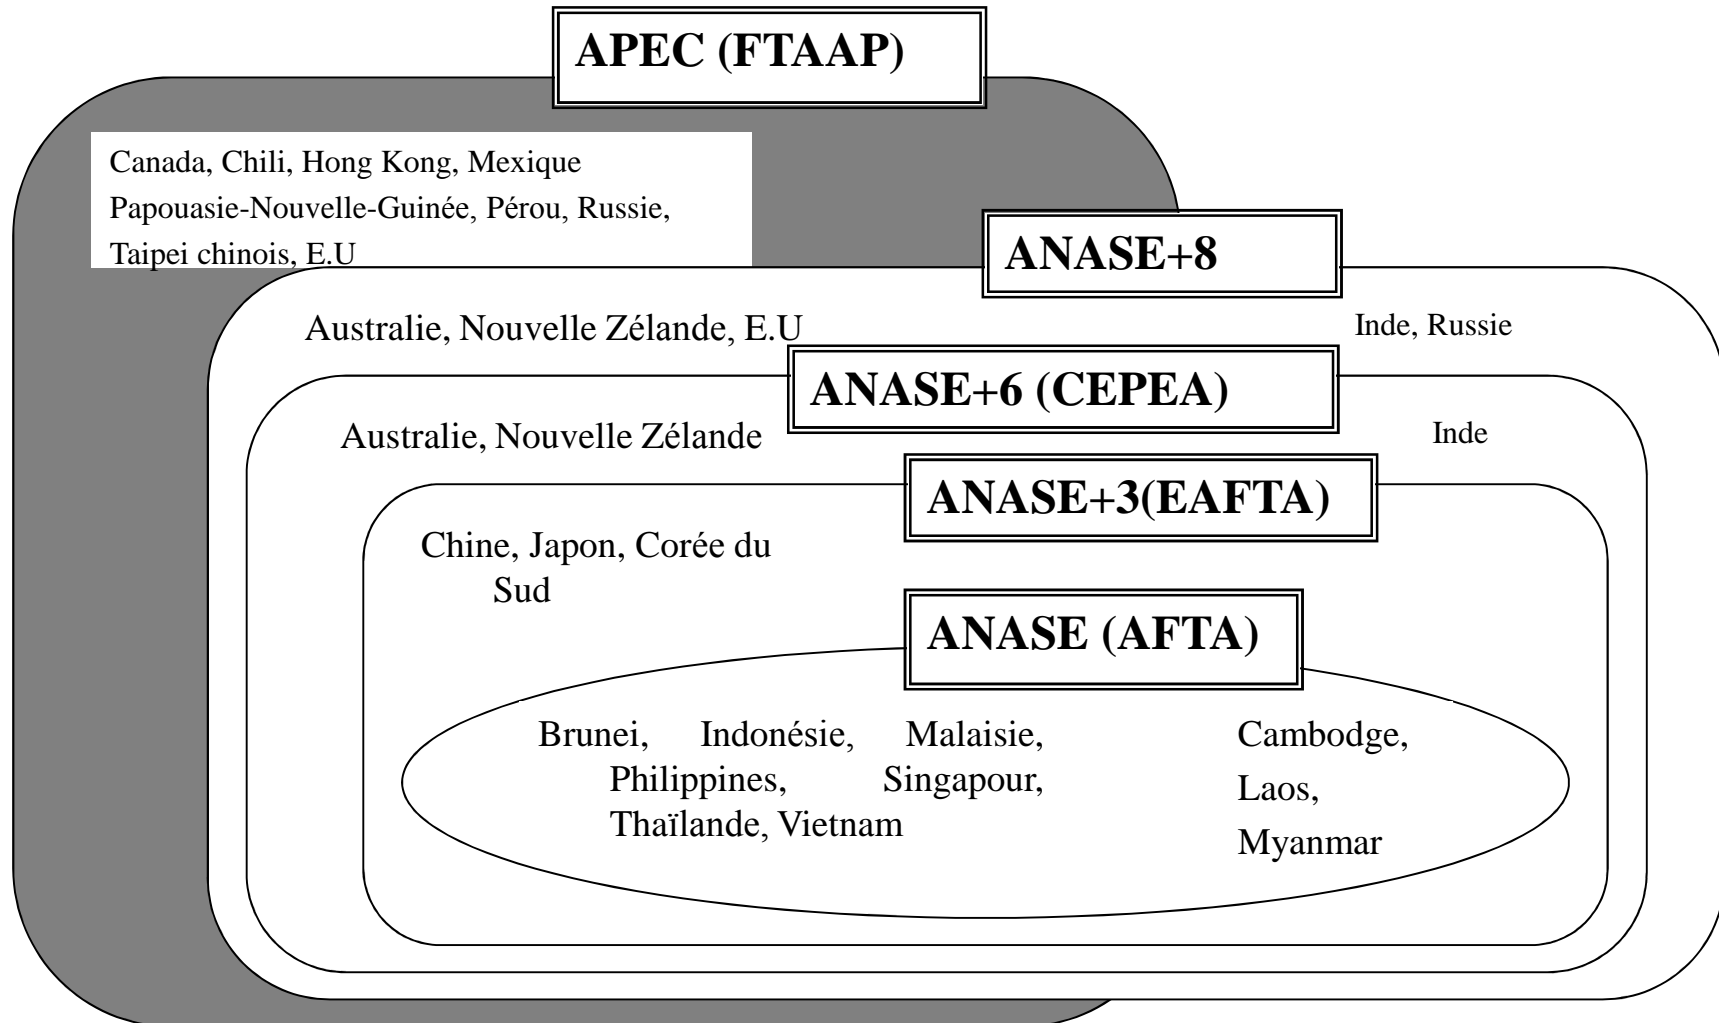 APEC (FTAAP)
Canada, Chili, Hong Kong, Mexique
Papouasie-Nouvelle-Guinée, Pérou, Russie,
Taipei chinois, E.U
ANASE+8
Australie, Nouvelle Zélande, E.U
Inde, Russie
ANASE+6 (CEPEA)
Australie, Nouvelle Zélande
Inde
ANASE+3(EAFTA)
Chine, Japon, Corée du
Sud
ANASE (AFTA)
Brunei, Indonésie, Malaisie,
Philippines, Singapour,
Thaïlande, Vietnam
Cambodge,
Laos,
Myanmar